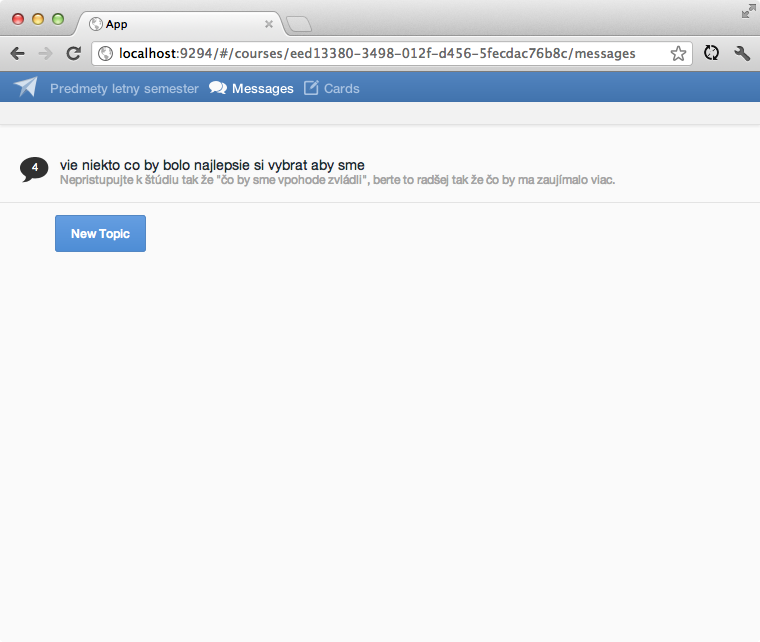 App
localhost:9294/#/courses/eed13380-3498-012f-d456-5fecdac76b8c/messages
Predmety letny semester Messages Cards
4 vie niekto co by bolo najlepsie si vybrat aby sme
Nepristupujte k štúdiu tak že "čo by sme vpohode zvládli", berte to radšej tak že čo by ma zaujímalo viac.
New Topic